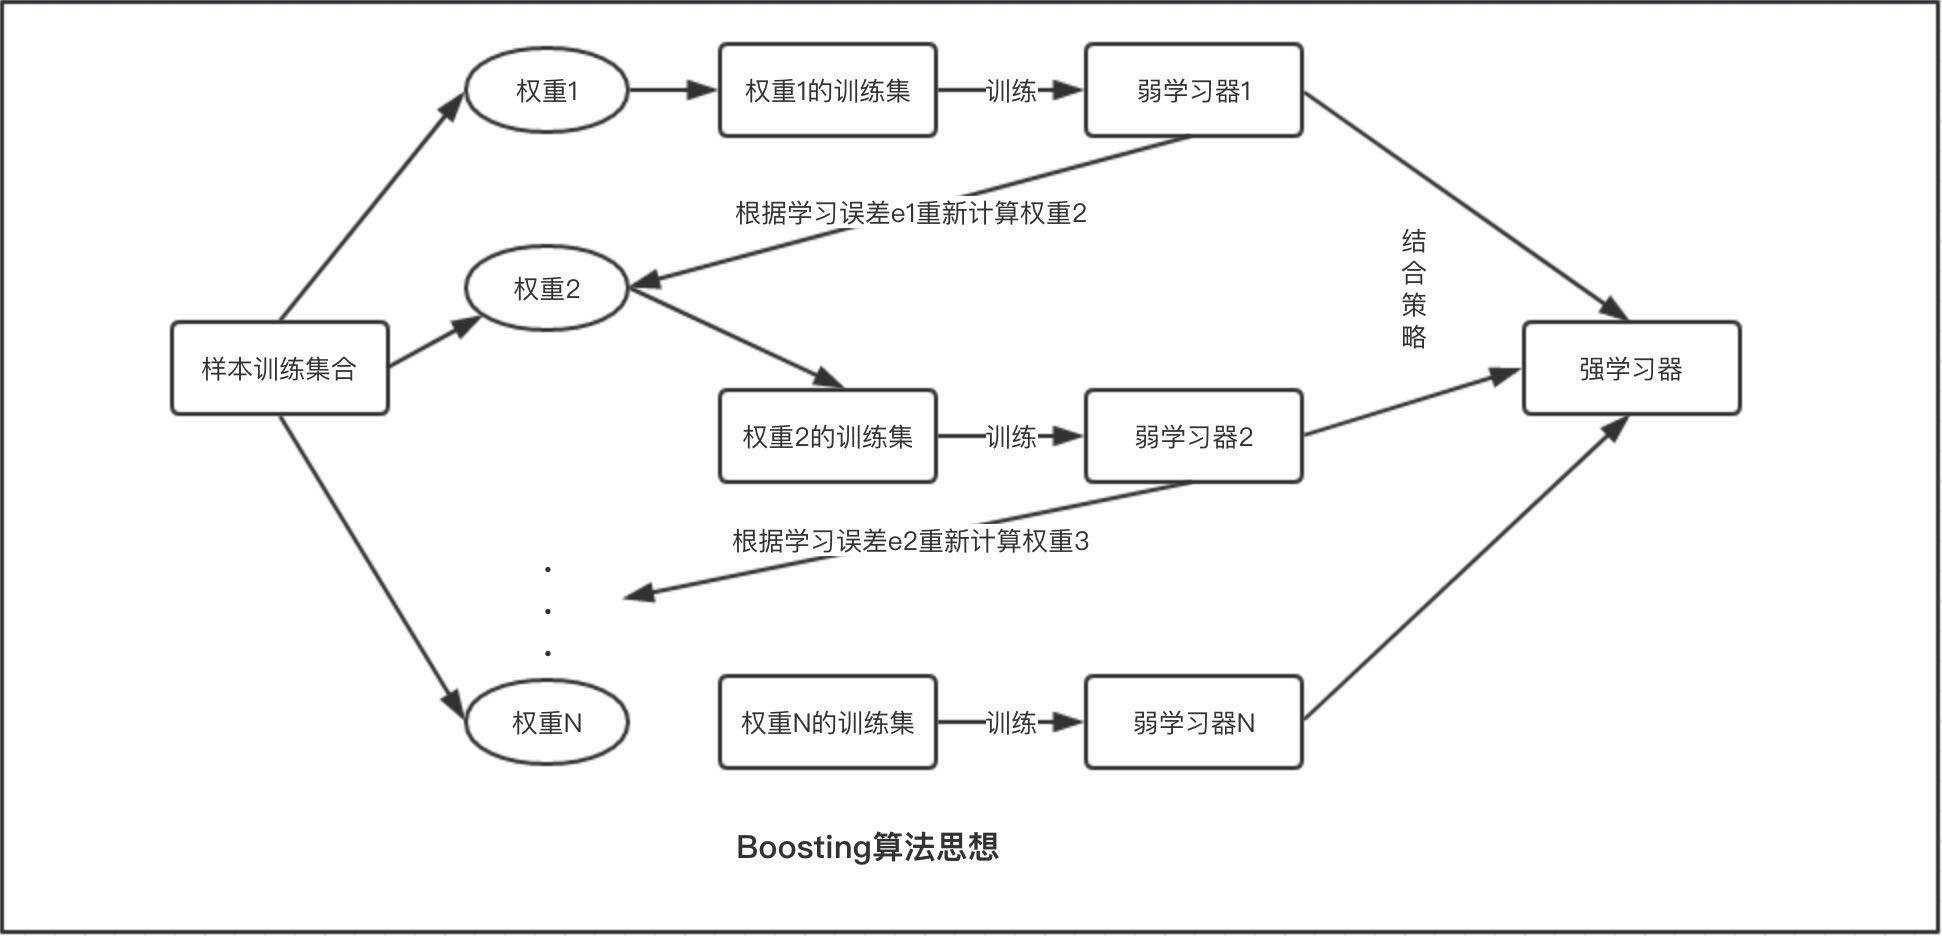 权重1
权重1的训练集
训练
弱学习器1
根据学习误差e1重新计算权重2
结合策略
权重2
样本训练集合
强学习器
权重2的训练集
训练
弱学习器2
根据学习误差e2重新计算权重3
权重N
权重N的训练集
训练
弱学习器N
Boosting算法思想